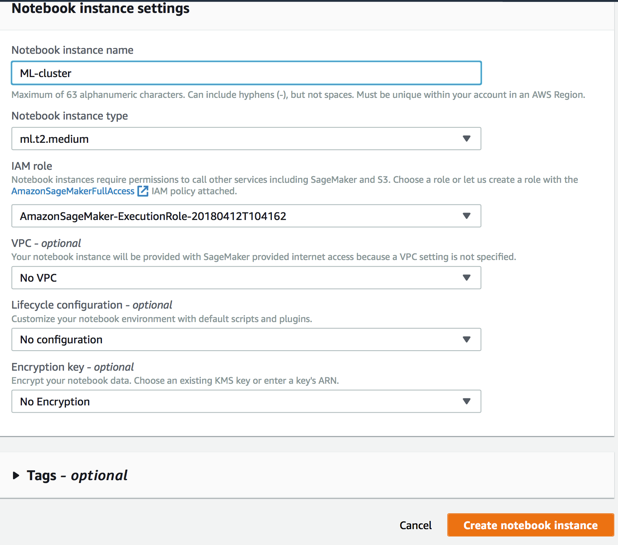 Notebook instance settings
Notebook instance name
ML-cluster
Maximum of 63 alphanumeric characters. Can include hyphens (-), but not spaces. Must be unique within your account in an AWS Region.
Notebook instance type
ml.t2.medium
IAM role
Notebook instances require permissions to call other services including SageMaker and S3. Choose a role or let us create a role with the
AmazonSageMakerFullAccess IAM policy attached.
AmazonSageMaker-ExecutionRole-20180412T104162
VPC - optional
Your notebook instance will be provided with SageMaker provided internet access because a VPC setting is not specified.
No VPC
Lifecycle configuration - optional
Customize your notebook environment with default scripts and plugins.
No configuration
Encryption key - optional
Encrypt your notebook data. Choose an existing KMS key or enter a key's ARN.
No Encryption
Tags - optional
Cancel Create notebook instance